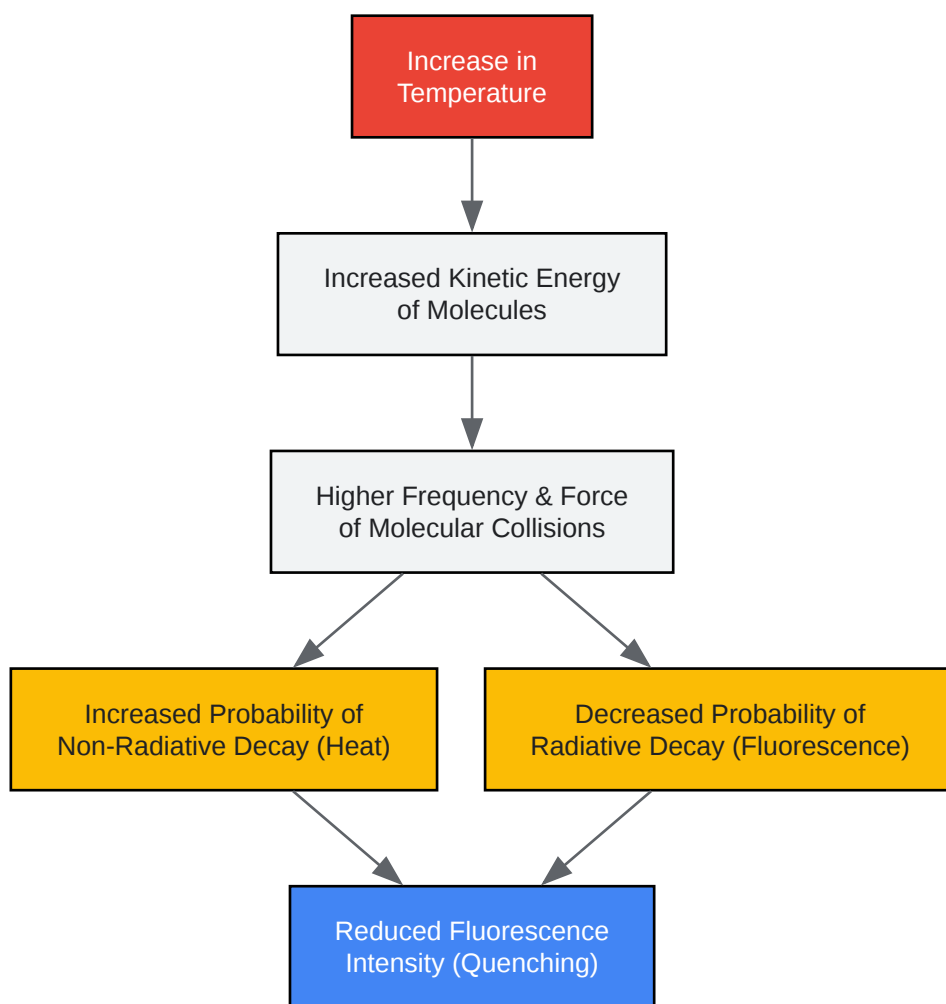 Increase in
Temperature
Increased Kinetic Energy
of Molecules
Higher Frequency & Force
of Molecular Collisions
Increased Probability of
Non-Radiative Decay (Heat)
Decreased Probability of
Radiative Decay (Fluorescence)
Reduced Fluorescence
Intensity (Quenching)